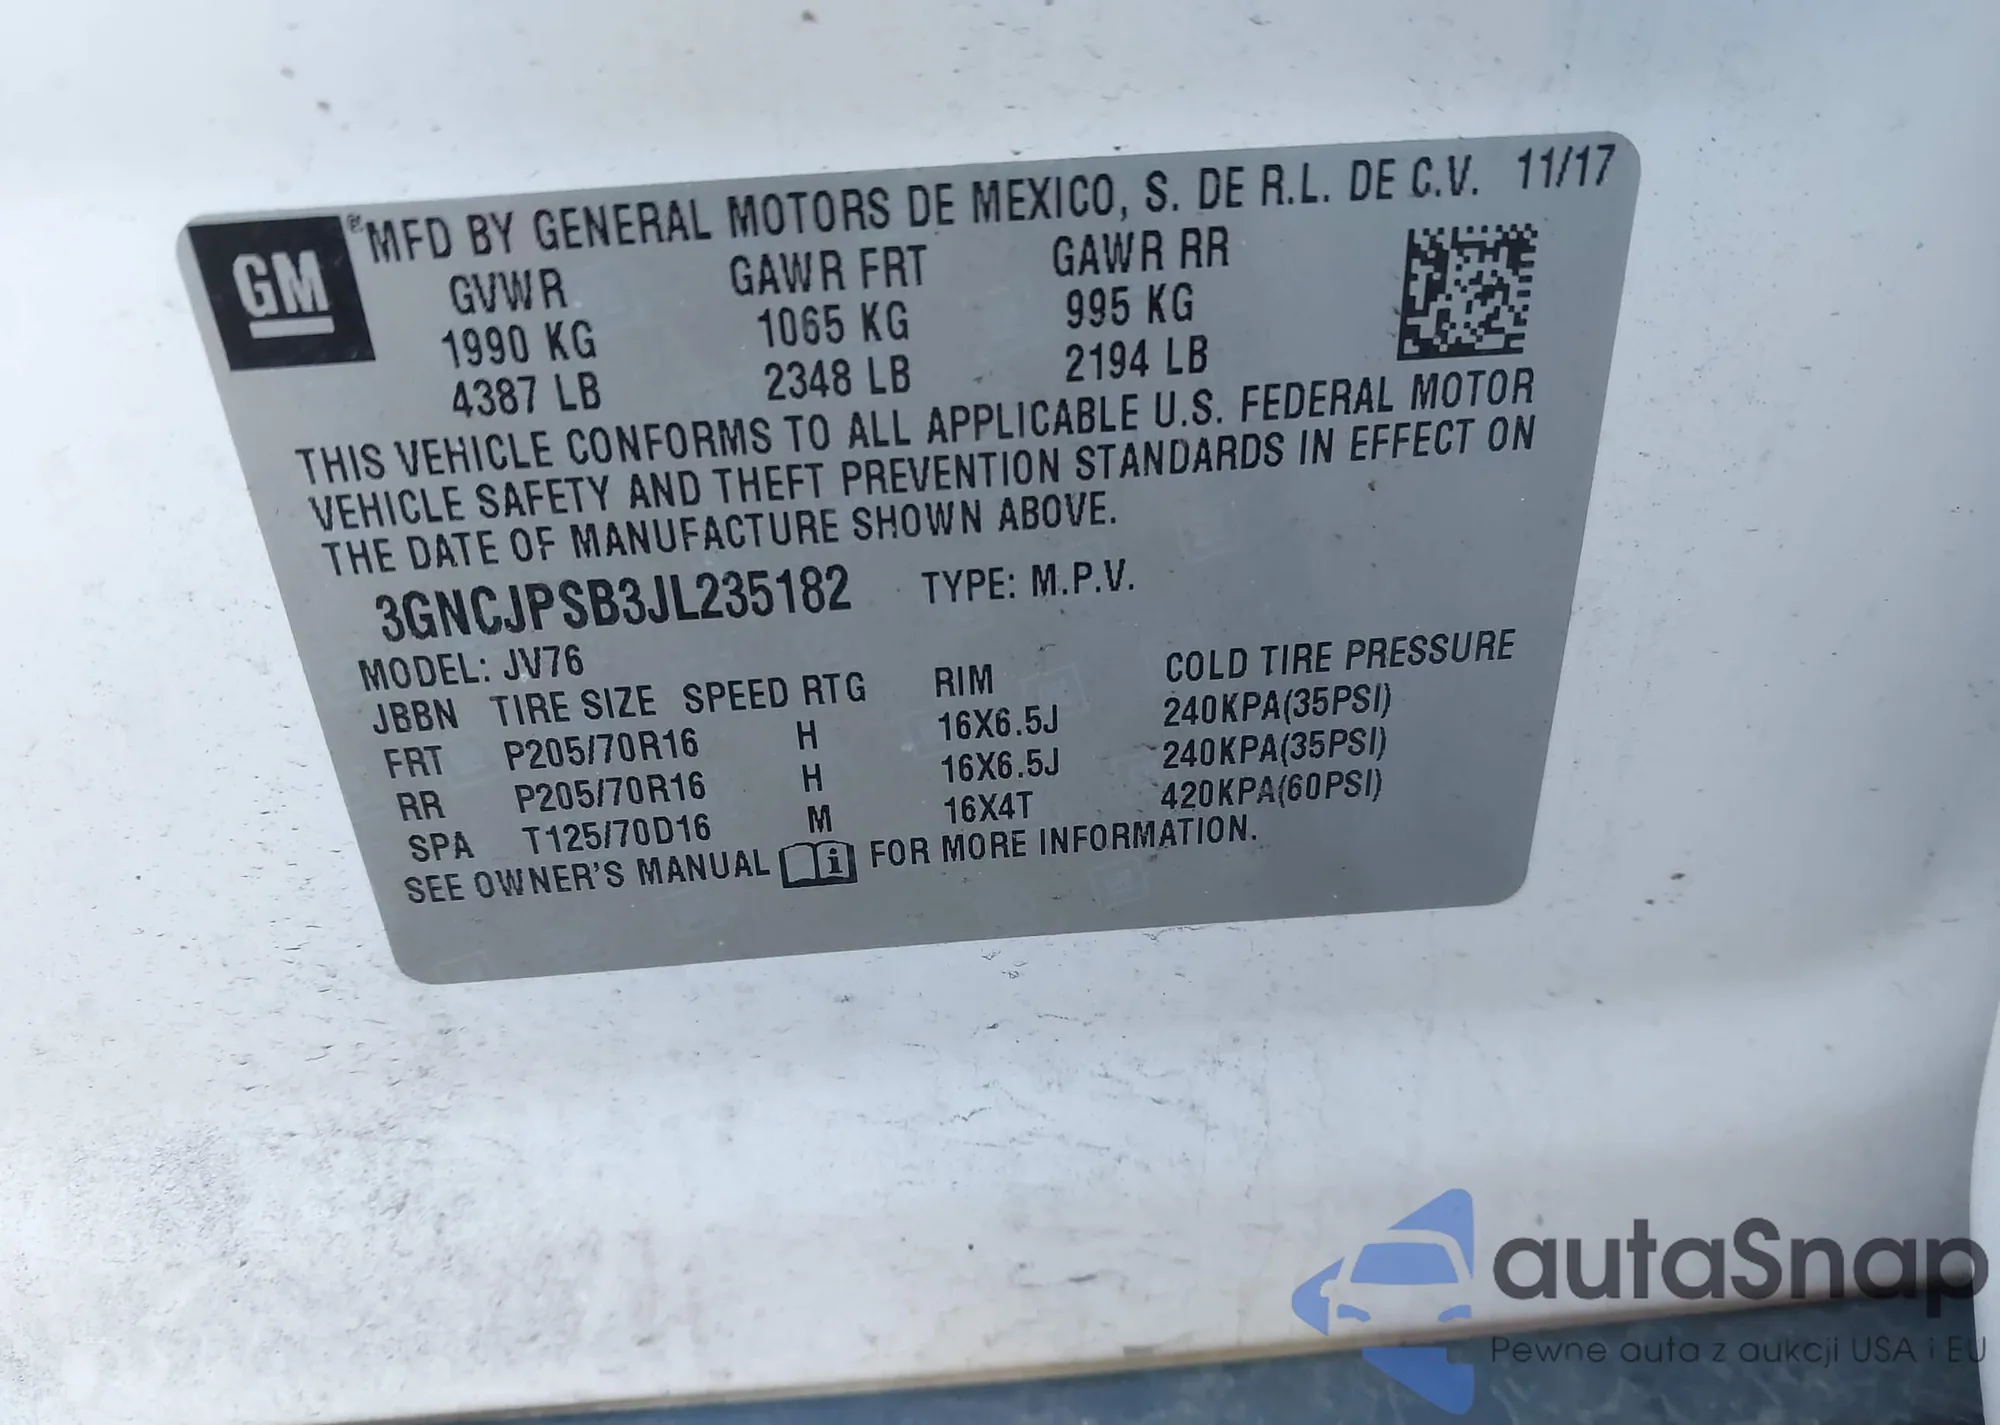 GM
® MFD BY GENERAL MOTORS DE MEXICO, S. DE R.L. DE C.V. 11/17
GVWR GAWR FRT GAWR RR
1990 KG 1065 KG 995 KG
4387 LB 2348 LB 2194 LB
THIS VEHICLE CONFORMS TO ALL APPLICABLE U.S. FEDERAL MOTOR
VEHICLE SAFETY AND THEFT PREVENTION STANDARDS IN EFFECT ON
THE DATE OF MANUFACTURE SHOWN ABOVE.
3GNCJPSB3JL235182 TYPE: M.P.V.
MODEL: JV76
JBBN TIRE SIZE SPEED RTG RIM COLD TIRE PRESSURE
FRT P205/70R16 H 16X6.5J 240KPA(35PSI)
RR P205/70R16 H 16X6.5J 240KPA(35PSI)
SPA T125/70D16 M 16X4T 420KPA(60PSI)
SEE OWNER'S MANUAL i FOR MORE INFORMATION.
autaSnap
Pewne auta z aukcji USA i EU